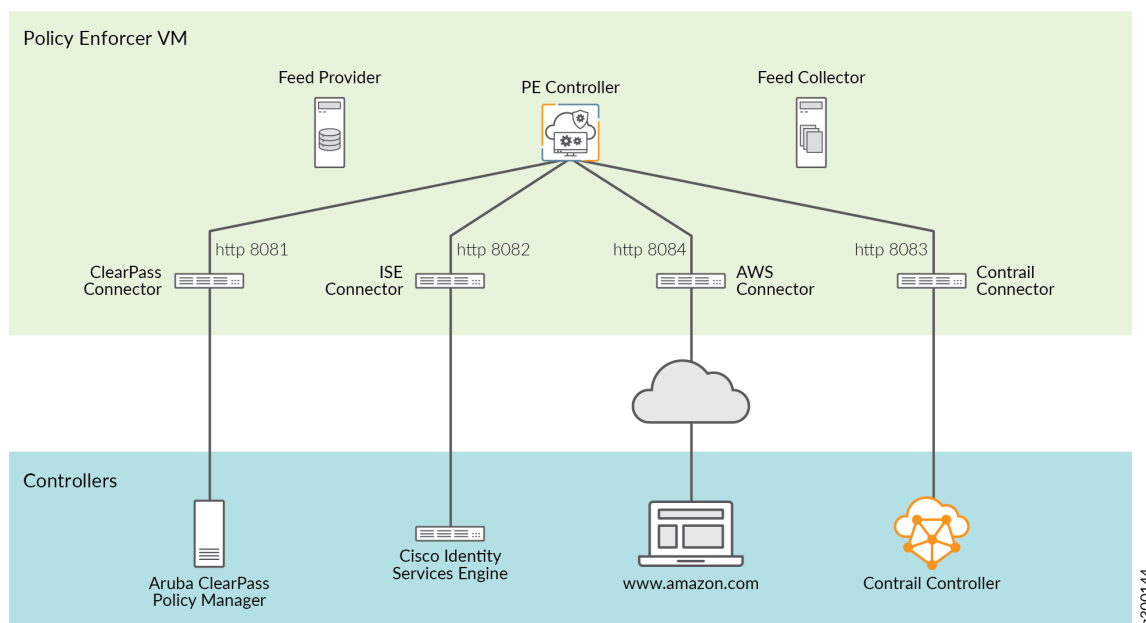 Policy Enforcer VM
Feed Provider
PE Controller
Feed Collector
http 8081
http 8082
http 8084
http 8083
ClearPass
Connector
ISE
Connector
AWS
Connector
Contrail
Connector
Controllers
Aruba ClearPass
Policy Manager
Cisco Identity
Services Engine
www.amazon.com
Contrail Controller